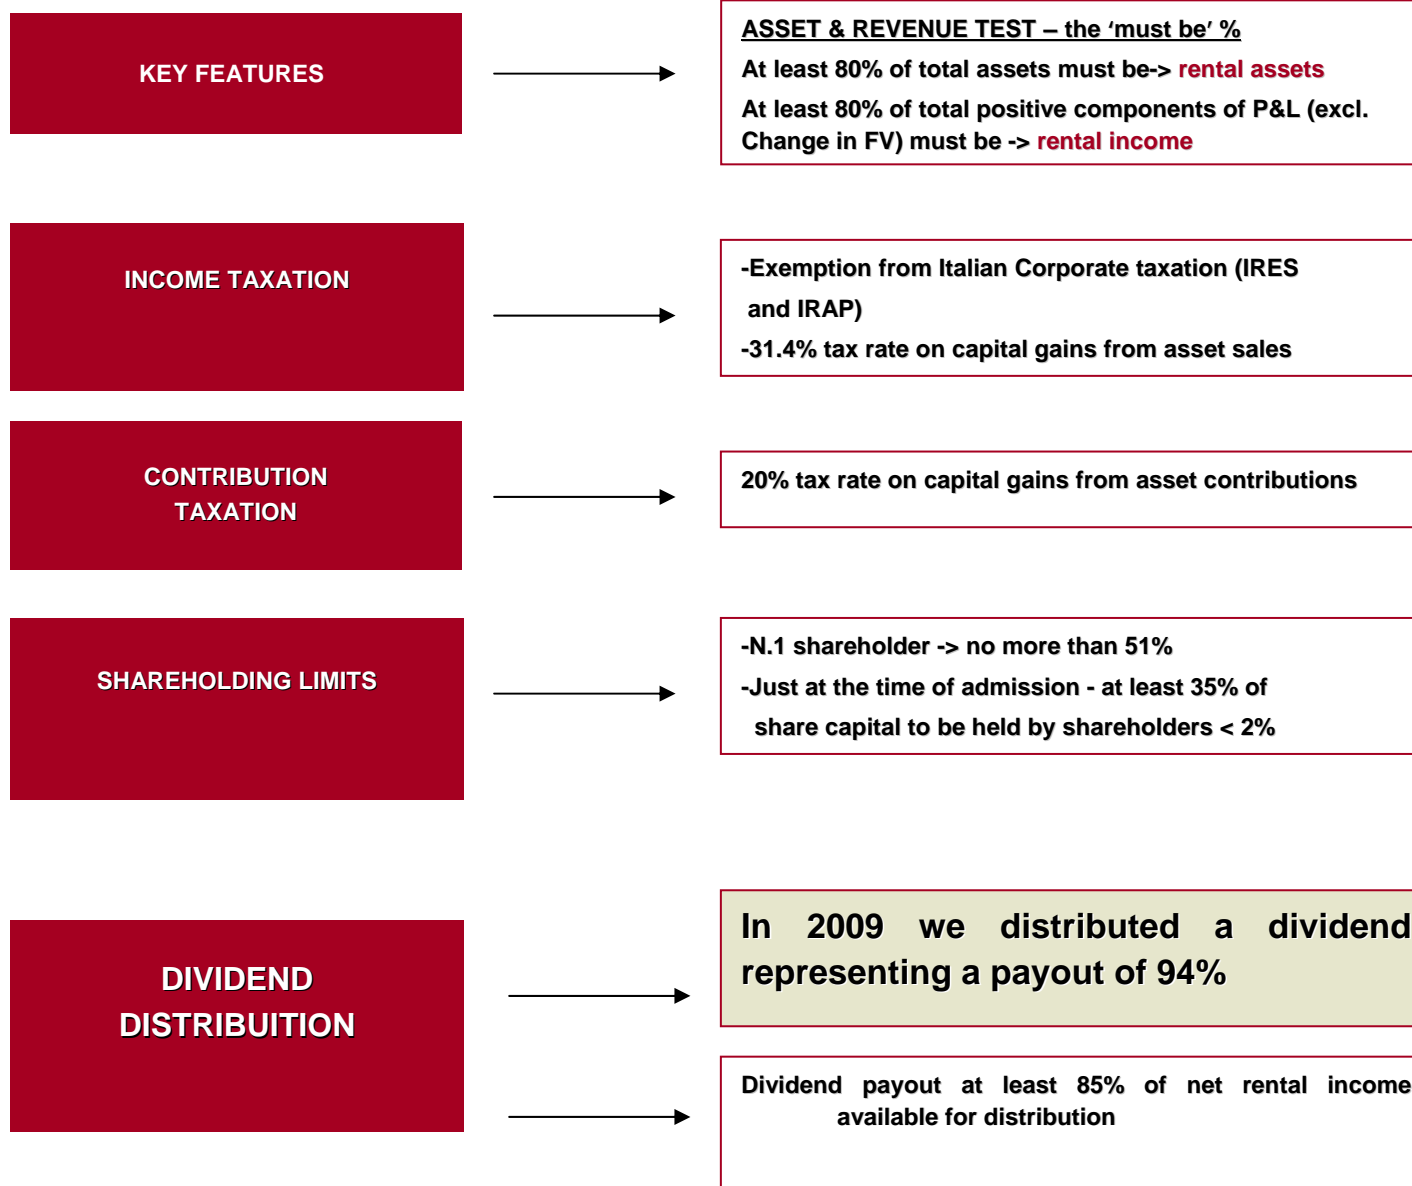 KEY FEATURES
ASSET & REVENUE TEST – the ‘must be’ %
At least 80% of total assets must be-> rental assets
At least 80% of total positive components of P&L (excl.
Change in FV) must be -> rental income
INCOME TAXATION
-Exemption from Italian Corporate taxation (IRES
and IRAP)
-31.4% tax rate on capital gains from asset sales
CONTRIBUTION
TAXATION
20% tax rate on capital gains from asset contributions
SHAREHOLDING LIMITS
-N.1 shareholder -> no more than 51%
-Just at the time of admission - at least 35% of
share capital to be held by shareholders < 2%
DIVIDEND
DISTRIBUITION
In 2009 we distributed a dividend
representing a payout of 94%
Dividend payout at least 85% of net rental income
available for distribution